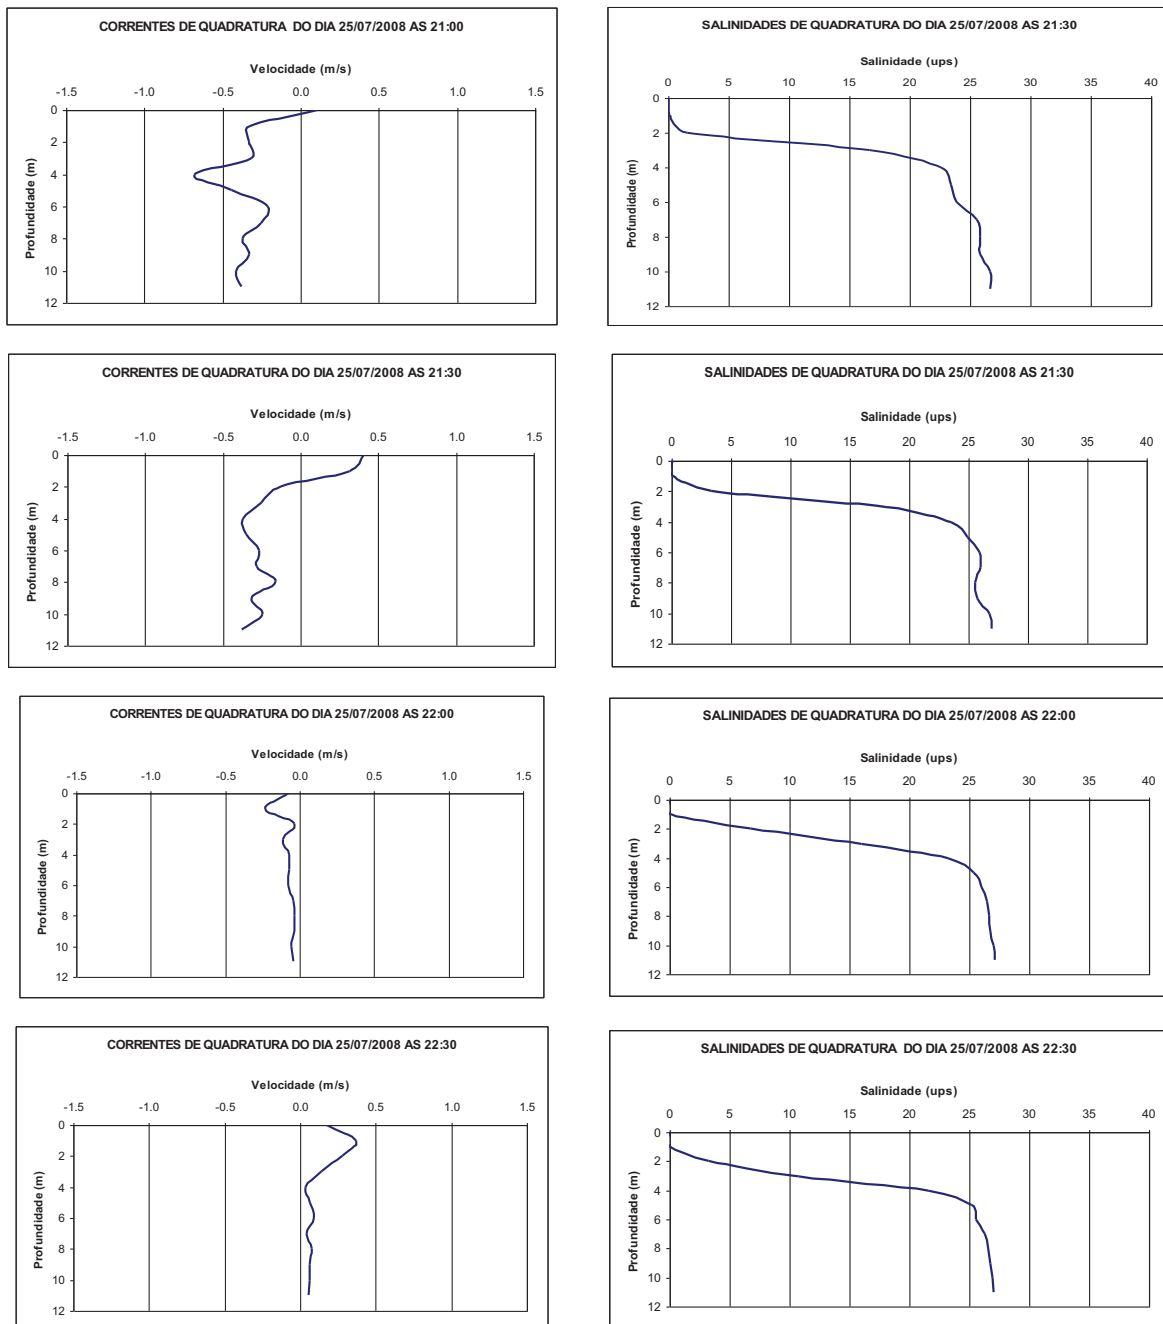 CORRENTES DE QUADRATURA DO DIA 25/07/2008 AS 21:00
Velocidade (m/s)
-1.5 -1.0 -0.5 0.0 0.5 1.0 1.5
0
2
4
6
8
10
12
Profundidade (m)
SALINIDADES DE QUADRATURA DO DIA 25/07/2008 AS 21:30
Salinidade (ups)
0 5 10 15 20 25 30 35 40
0
2
4
6
8
10
12
Profundidade (m)
CORRENTES DE QUADRATURA DO DIA 25/07/2008 AS 21:30
Velocidade (m/s)
-1.5 -1.0 -0.5 0.0 0.5 1.0 1.5
0
2
4
6
8
10
12
Profundidade (m)
SALINIDADES DE QUADRATURA DO DIA 25/07/2008 AS 21:30
Salinidade (ups)
0 5 10 15 20 25 30 35 40
0
2
4
6
8
10
12
Profundidade (m)
CORRENTES DE QUADRATURA DO DIA 25/07/2008 AS 22:00
Velocidade (m/s)
-1.5 -1.0 -0.5 0.0 0.5 1.0 1.5
0
2
4
6
8
10
12
Profundidade (m)
SALINIDADES DE QUADRATURA DO DIA 25/07/2008 AS 22:00
Salinidade (ups)
0 5 10 15 20 25 30 35 40
0
2
4
6
8
10
12
Profundidade (m)
CORRENTES DE QUADRATURA DO DIA 25/07/2008 AS 22:30
Velocidade (m/s)
-1.5 -1.0 -0.5 0.0 0.5 1.0 1.5
0
2
4
6
8
10
12
Profundidade (m)
SALINIDADES DE QUADRATURA DO DIA 25/07/2008 AS 22:30
Salinidade (ups)
0 5 10 15 20 25 30 35 40
0
2
4
6
8
10
12
Profundidade (m)